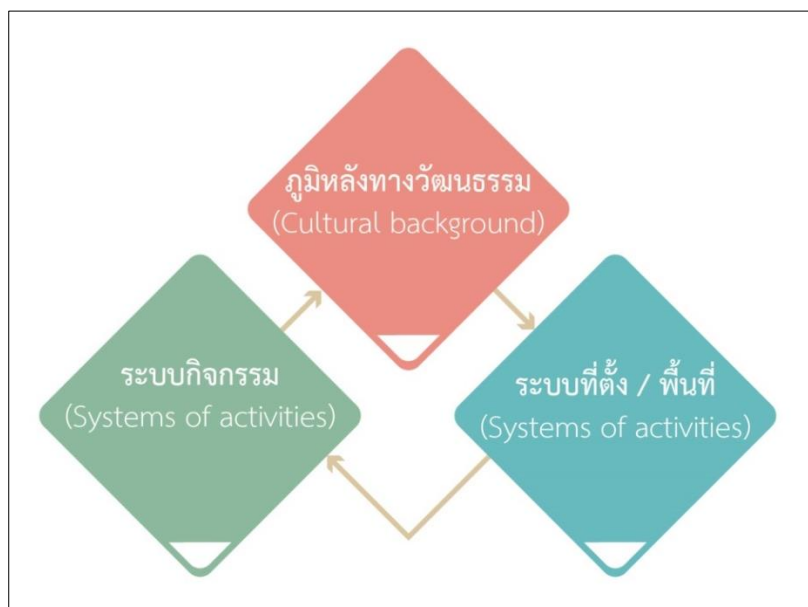 ภูมิหลังทางวัฒนธรรม
(Cultural background)
ระบบกิจกรรม
(Systems of activities)
ระบบที่ตั้ง / พื้นที่
(Systems of activities)